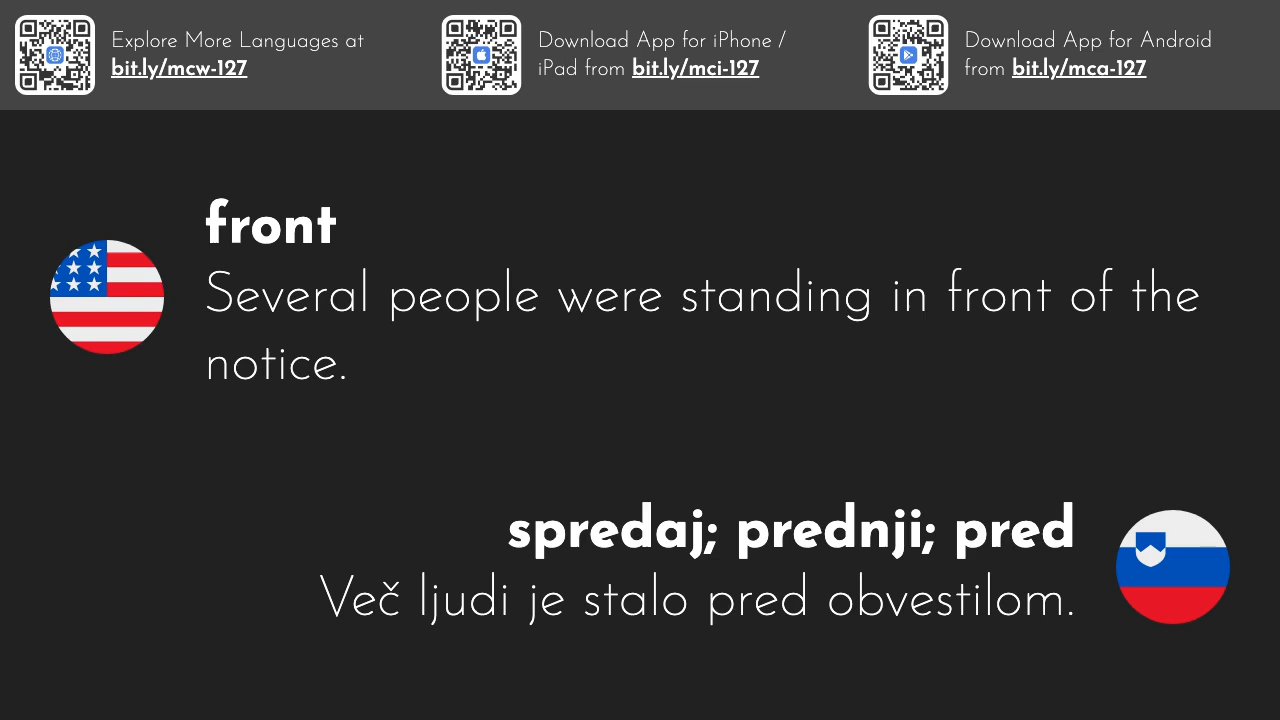 Explore More Languages at
bit.ly/mcw-127
Download App for iPhone /
iPad from bit.ly/mci-127
Download App for Android
from bit.ly/mca-127
front
Several people were standing in front of the
notice.
spredaj; prednji; pred
Več ljudi je stalo pred obvestilom.